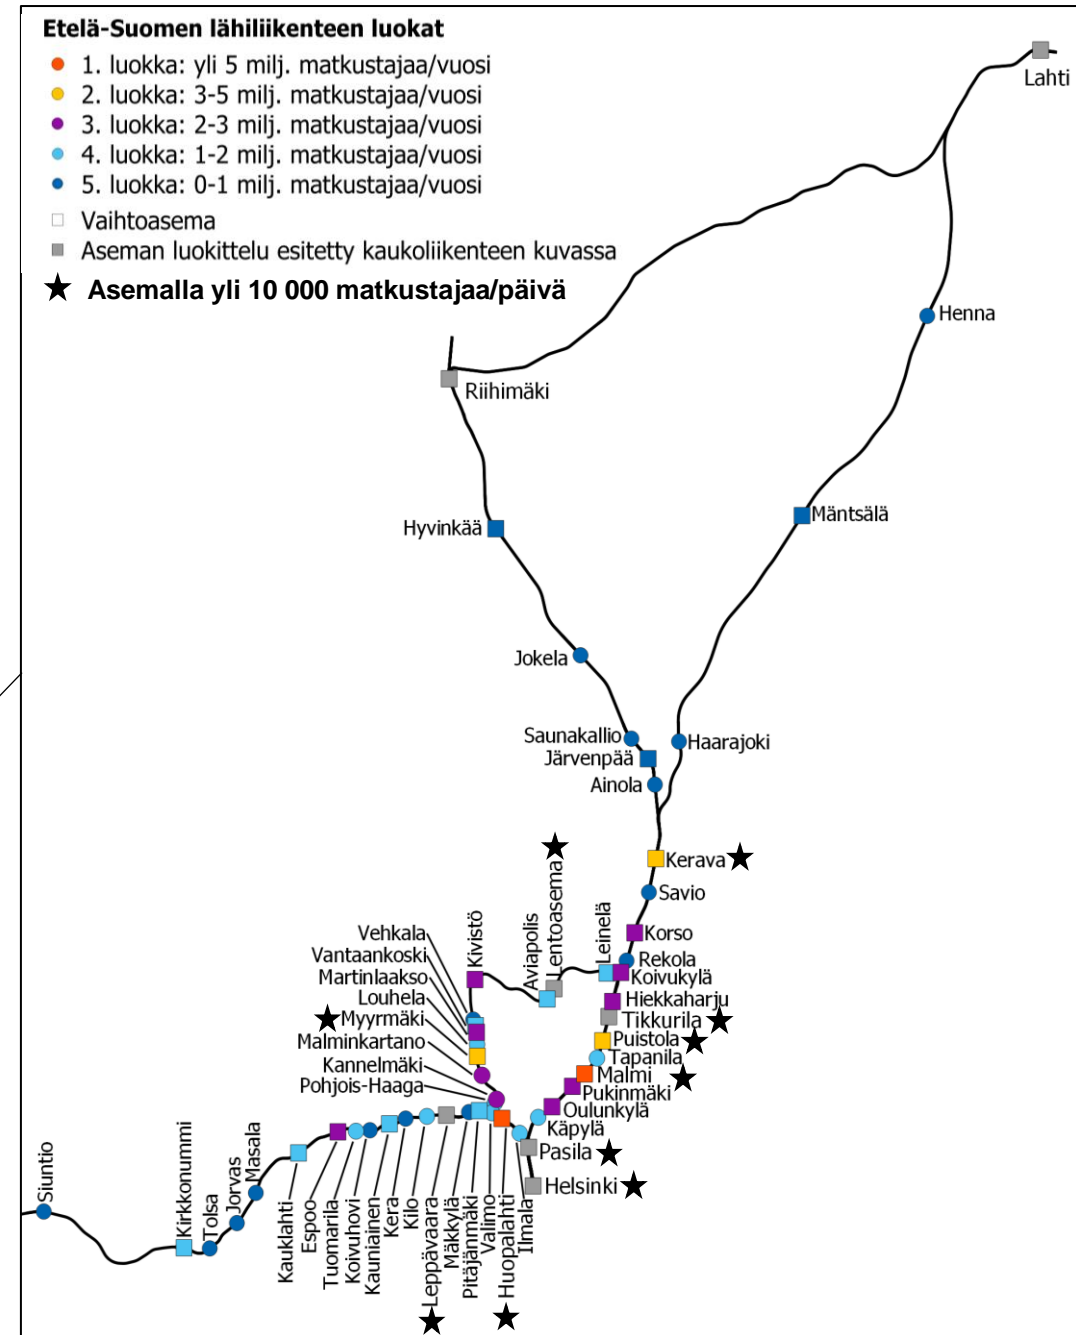 Etelä-Suomen lähiliikenteen luokat
1. luokka: yli 5 milj. matkustajaa/vuosi
2. luokka: 3-5 milj. matkustajaa/vuosi
3. luokka: 2-3 milj. matkustajaa/vuosi
4. luokka: 1-2 milj. matkustajaa/vuosi
5. luokka: 0-1 milj. matkustajaa/vuosi
Vaihtoasema
Aseman luokittelu esitetty kaukoliikenteen kuvassa
Asemalla yli 10 000 matkustajaa/päivä
Lahti
Henna
Riihimäki
Mäntsälä
Hyvinkää
Jokela
Saunakallio
Haarajoki
Järvenpää
Ainola
Kerava
Savio
Korso
Rekola
Koivukylä
Hiekkaharju
Tikkurila
Puistola
Tapanila
Malmi
Pukinmäki
Oulunkylä
Käpylä
Pasila
Helsinki
Leinelä
Lentoasema
Aviapolis
Kivistö
Vehkala
Vantaankoski
Martinlaakso
Louhela
Myyrmäki
Malminkartano
Kannelmäki
Pohjois-Haaga
Siuntio
Kirkkonummi
Tolsa
Jorvas
Masala
Kauklahti
Espoo
Tuomarila
Koivuhovi
Kauniainen
Kera
Kilo
Leppävaara
Mäkkylä
Pitäjänmäki
Valimo
Huopalahti
Ilmala